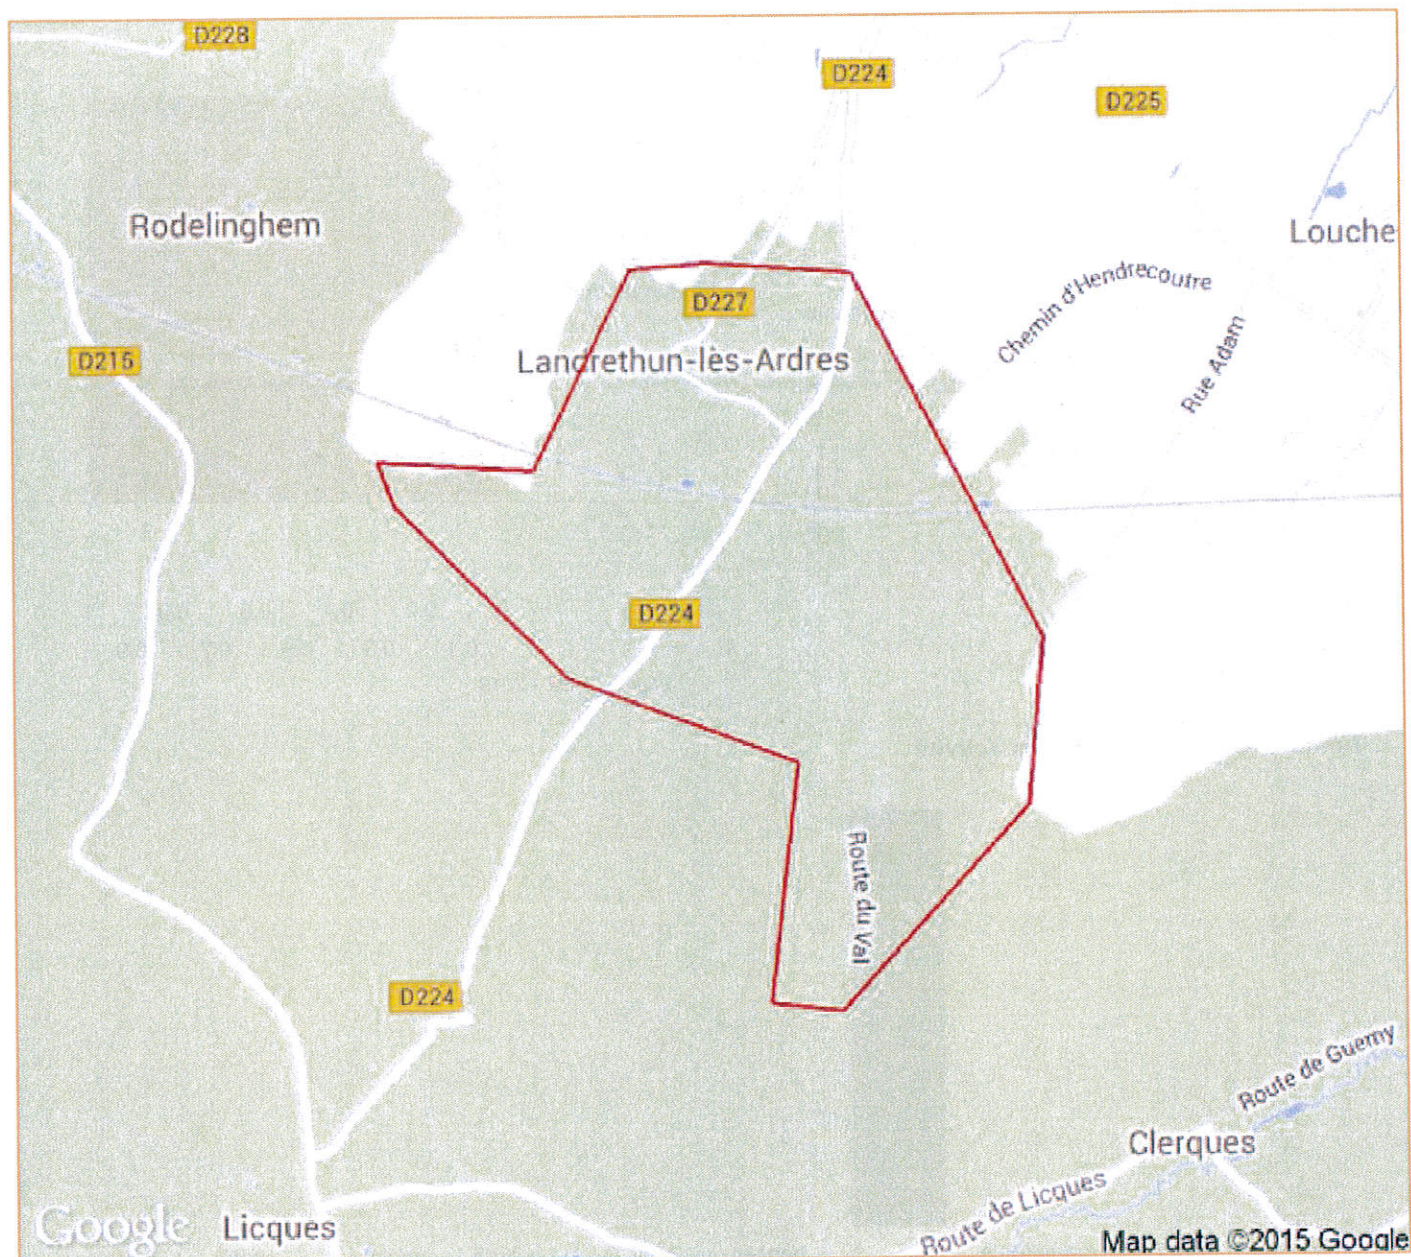 D228
D224
D225
Rodelinghem
Louche
Chemin d'Hendrecoutre
D227
Rue Adam
D215
Landrethun-lès-Ardres
D224
Route du Val
D224
Route de Guemy
Clerques
Route de Licques
Google
Licques
Map data ©2015 Google